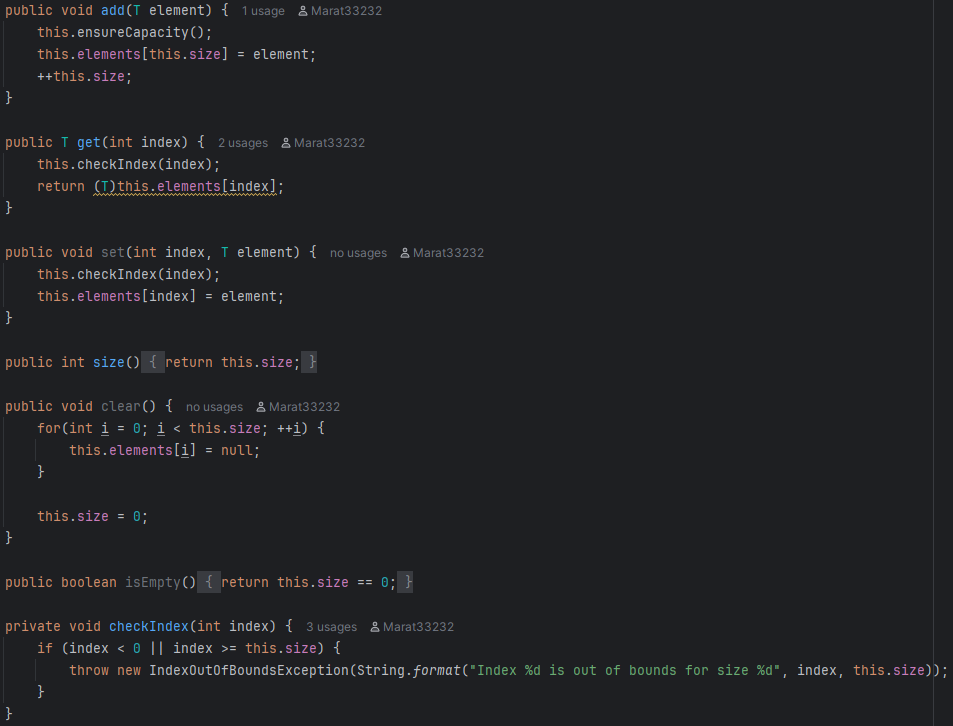 public void add(T element) { 1 usage Marat33232
    this.ensureCapacity();
    this.elements[this.size] = element;
    ++this.size;
}
public T get(int index) { 2 usages Marat33232
    this.checkIndex(index);
    return (T)this.elements[index];
}
public void set(int index, T element) { no usages Marat33232
    this.checkIndex(index);
    this.elements[index] = element;
}
public int size() { return this.size; }
public void clear() { no usages Marat33232
    for(int i = 0; i < this.size; ++i) {
        this.elements[i] = null;
    }
    this.size = 0;
}
public boolean isEmpty() { return this.size == 0; }
private void checkIndex(int index) { 3 usages Marat33232
    if (index < 0 || index >= this.size) {
        throw new IndexOutOfBoundsException(String.format("Index %d is out of bounds for size %d", index, this.size));
    }
}